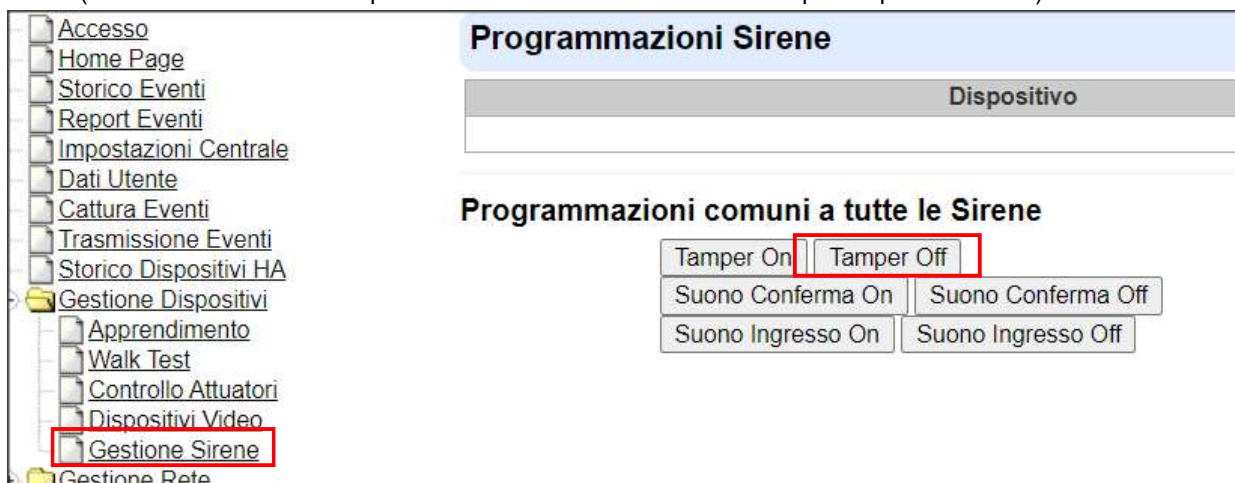 Accesso
Home Page
Storico Eventi
Report Eventi
Impostazioni Centrale
Dati Utente
Cattura Eventi
Trasmissione Eventi
Storico Dispositivi HA
Gestione Dispositivi
Apprendimento
Walk Test
Controllo Attuatori
Dispositivi Video
Gestione Sirene
Gestione Rete
Programmazioni Sirene
Dispositivo
Programmazioni comuni a tutte le Sirene
Tamper On Tamper Off
Suono Conferma On Suono Conferma Off
Suono Ingresso On Suono Ingresso Off